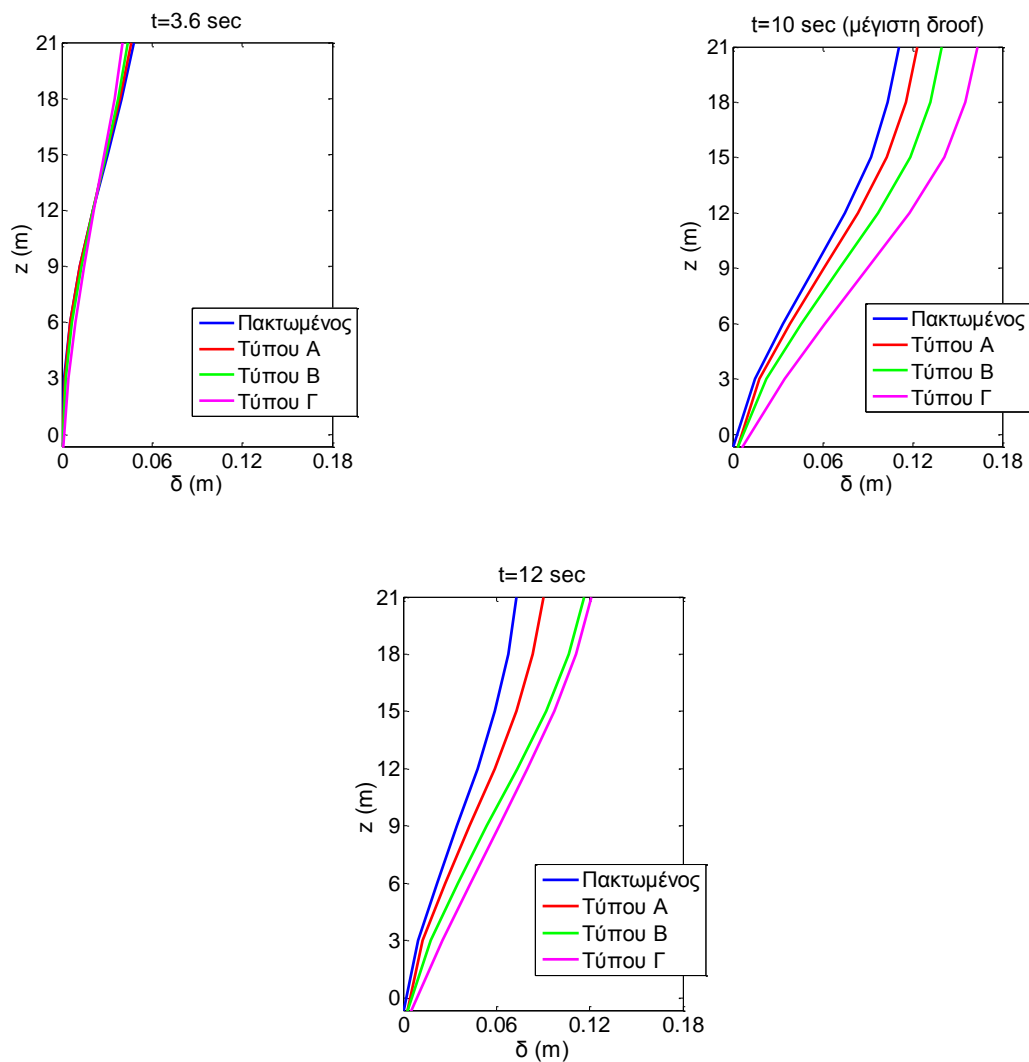 t=3.6 sec
21
18
15
12
9
6
3
0
z (m)
Πακτωμένος
Τύπου Α
Τύπου Β
Τύπου Γ
0 0.06 0.12 0.18
δ (m)
t=10 sec (μέγιστη δroof)
21
18
15
12
9
6
3
0
z (m)
Πακτωμένος
Τύπου Α
Τύπου Β
Τύπου Γ
0 0.06 0.12 0.18
δ (m)
t=12 sec
21
18
15
12
9
6
3
0
z (m)
Πακτωμένος
Τύπου Α
Τύπου Β
Τύπου Γ
0 0.06 0.12 0.18
δ (m)